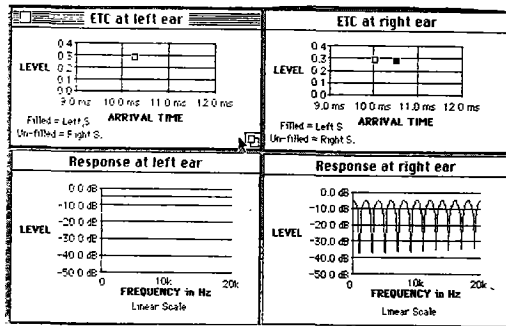 ETC at left ear
LEVEL
0.4
0.3
0.2
0.1
0.0
9.0 ms 10.0 ms 11.0 ms 12.0 ms
ARRIVAL TIME
Filled = Left S
Un-filled = Right S.
ETC at right ear
LEVEL
0.4
0.3
0.2
0.1
0.0
9.0 ms 10.0 ms 11.0 ms 12.0 ms
ARRIVAL TIME
Filled = Left S
Un-filled = Right S.
Response at left ear
LEVEL
0.0 dB
-10.0 dB
-20.0 dB
-30.0 dB
-40.0 dB
-50.0 dB
0 10k 20k
FREQUENCY in Hz
Linear Scale
Response at right ear
LEVEL
0.0 dB
-10.0 dB
-20.0 dB
-30.0 dB
-40.0 dB
-50.0 dB
0 10k 20k
FREQUENCY in Hz
Linear Scale